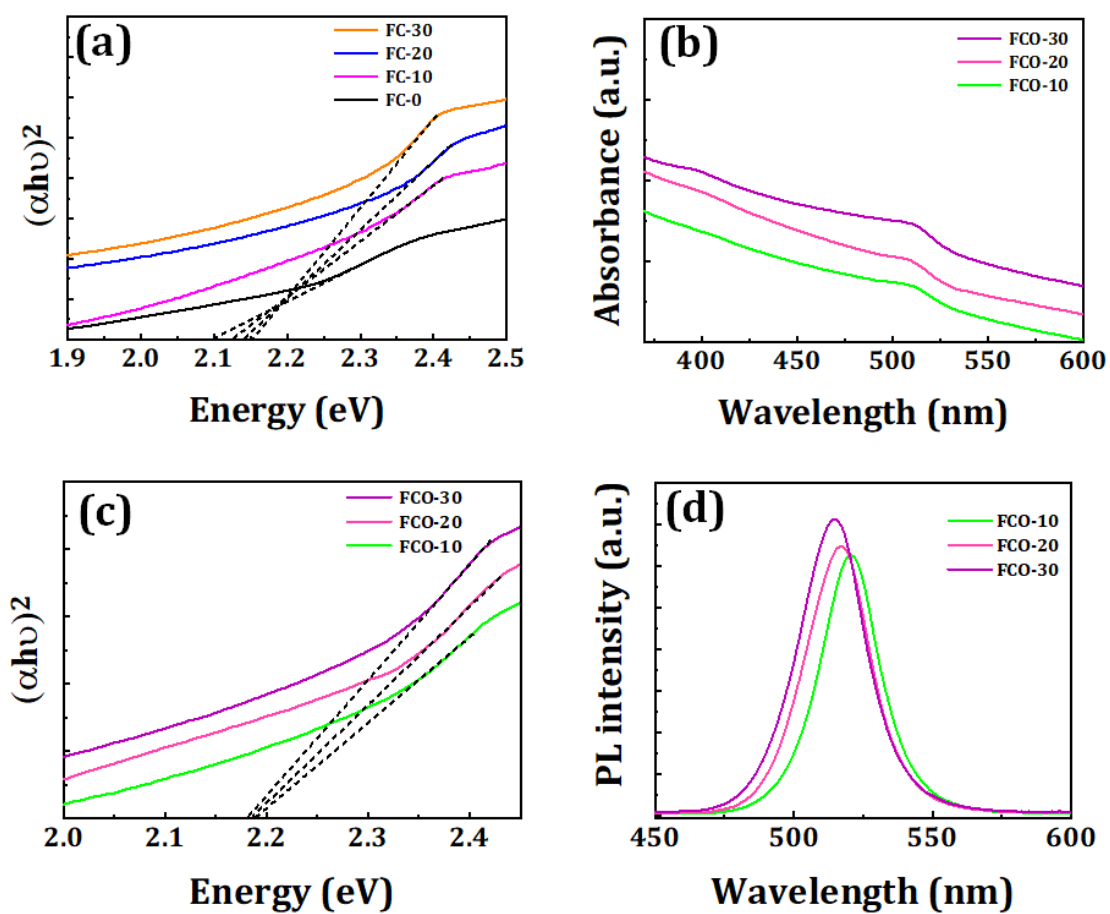 (a)
FC-30
FC-20
FC-10
FC-0
(αhυ)2
1.9 2.0 2.1 2.2 2.3 2.4 2.5
Energy (eV)
(b)
FCO-30
FCO-20
FCO-10
Absorbance (a.u.)
400 450 500 550 600
Wavelength (nm)
(c)
FCO-30
FCO-20
FCO-10
(αhυ)2
2.0 2.1 2.2 2.3 2.4
Energy (eV)
(d)
FCO-10
FCO-20
FCO-30
PL intensity (a.u.)
450 500 550 600
Wavelength (nm)